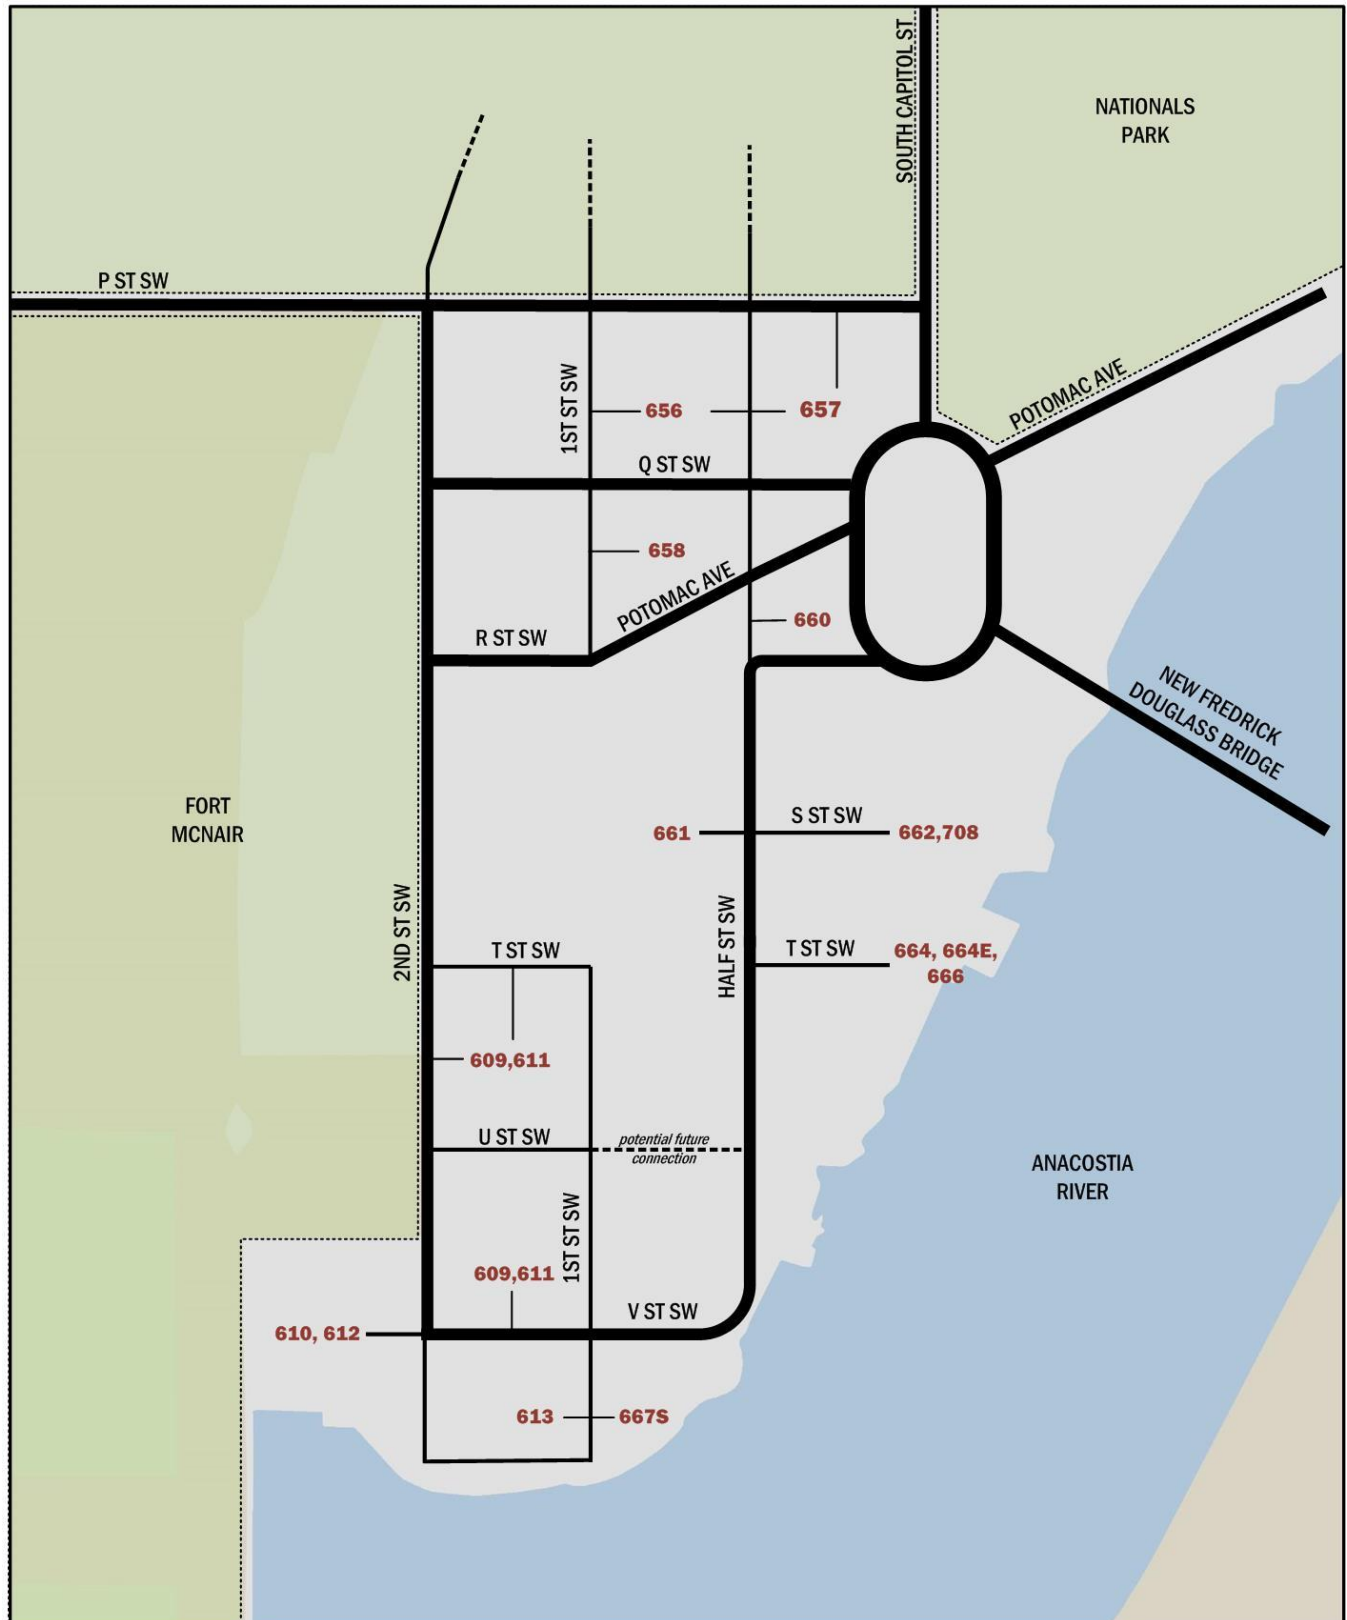 SOUTH CAPITOL ST
NATIONALS
PARK
P ST SW
1ST ST SW
656
657
POTOMAC AVE
Q ST SW
658
POTOMAC AVE
660
R ST SW
NEW FREDRICK
DOUGLASS BRIDGE
FORT
MCNAIR
661
S ST SW
662,708
2ND ST SW
HALF ST SW
T ST SW
T ST SW
664, 664E,
666
609,611
U ST SW
potential future
connection
ANACOSTIA
RIVER
1ST ST SW
609,611
V ST SW
610, 612
613
667S